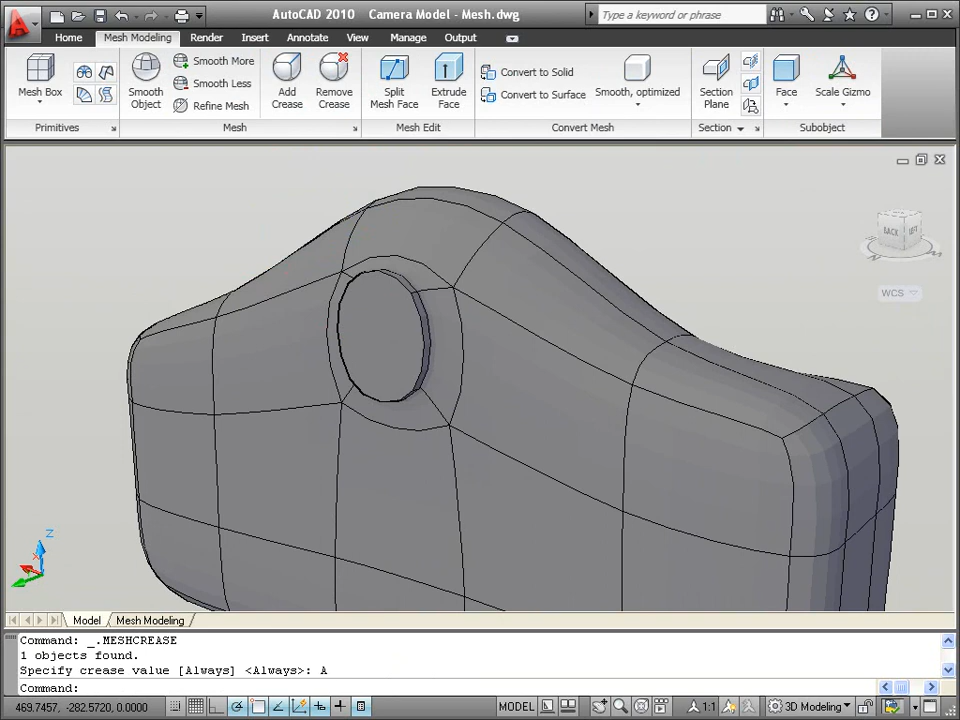 AutoCAD 2010 Camera Model - Mesh.dwg
Type a keyword or phrase
Home Mesh Modeling Render Insert Annotate View Manage Output
Mesh Box
Smooth Object
Smooth More
Smooth Less
Refine Mesh
Add Crease
Remove Crease
Split Mesh Face
Extrude Face
Convert to Solid
Convert to Surface
Smooth, optimized
Section Plane
Face
Scale Gizmo
Primitives Mesh Mesh Edit Convert Mesh Section Subobject
BACK LEFT
WCS
Z
Model Mesh Modeling
Command: _.MESHCREASE
1 objects found.
Specify crease value [Always] <Always>: A
Command:
469.7457, -282.5720, 0.0000 MODEL 1:1 3D Modeling